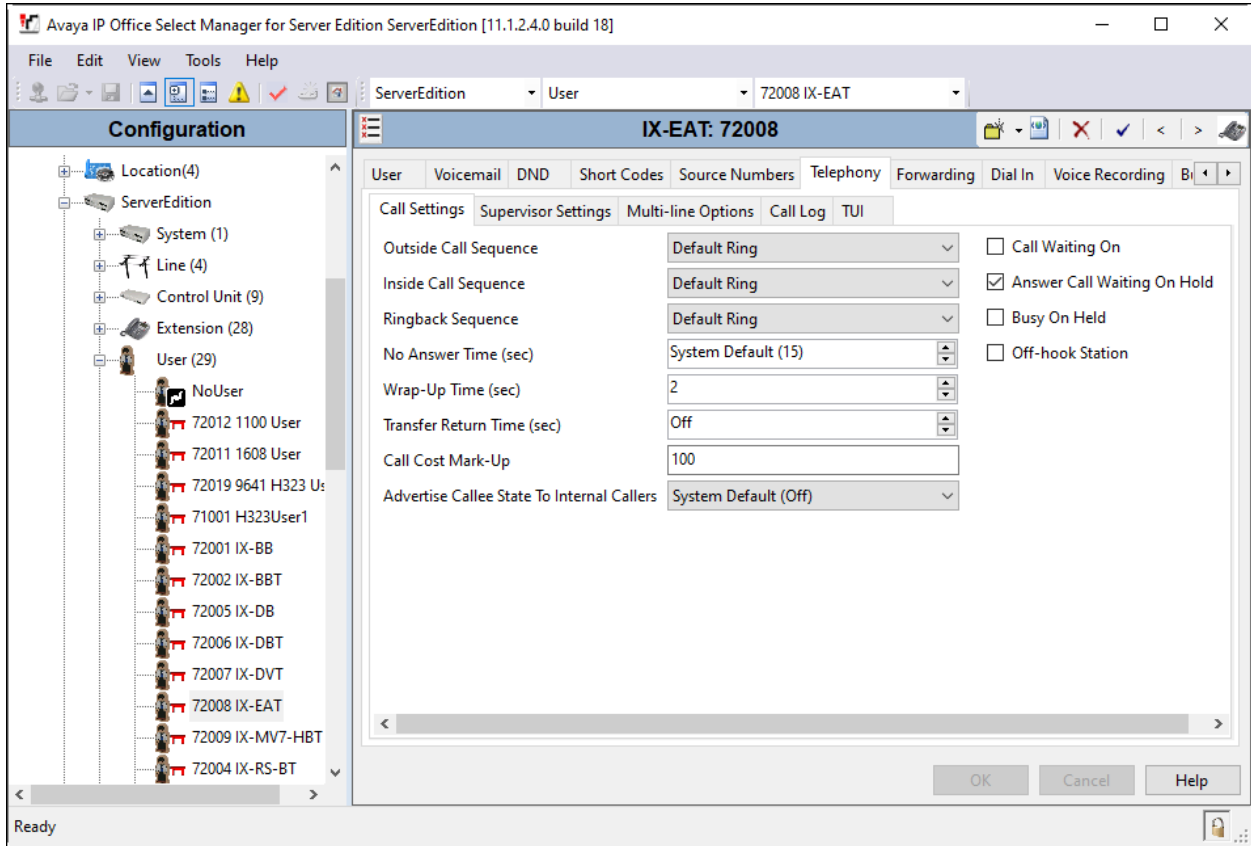 Avaya IP Office Select Manager for Server Edition ServerEdition [11.1.2.4.0 build 18]
File Edit View Tools Help
ServerEdition User 72008 IX-EAT
Configuration
Location(4)
ServerEdition
System (1)
Line (4)
Control Unit (9)
Extension (28)
User (29)
NoUser
72012 1100 User
72011 1608 User
72019 9641 H323 Us
71001 H323User1
72001 IX-BB
72002 IX-BBT
72005 IX-DB
72006 IX-DBT
72007 IX-DVT
72008 IX-EAT
72009 IX-MV7-HBT
72004 IX-RS-BT
IX-EAT: 72008
User Voicemail DND Short Codes Source Numbers Telephony Forwarding Dial In Voice Recording
Call Settings Supervisor Settings Multi-line Options Call Log TUI
Outside Call Sequence Default Ring Call Waiting On
Inside Call Sequence Default Ring Answer Call Waiting On Hold
Ringback Sequence Default Ring Busy On Held
No Answer Time (sec) System Default (15) Off-hook Station
Wrap-Up Time (sec) 2
Transfer Return Time (sec) Off
Call Cost Mark-Up 100
Advertise Callee State To Internal Callers System Default (Off)
OK Cancel Help
Ready